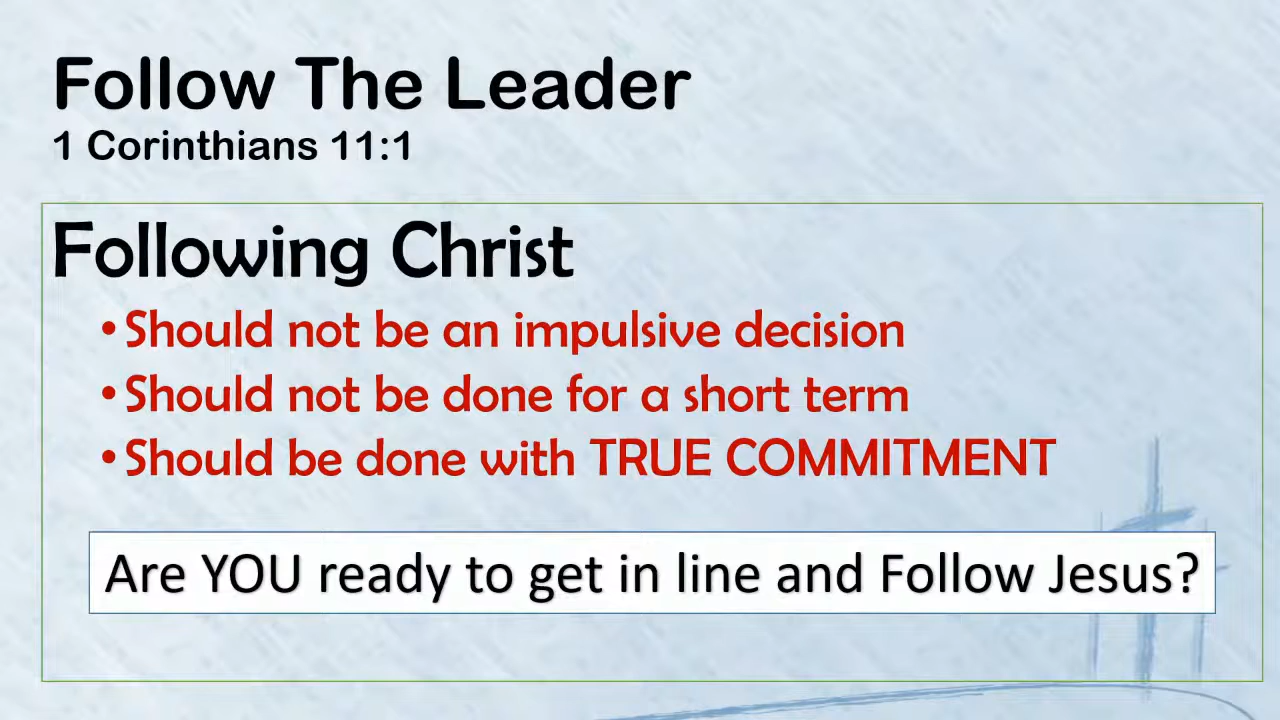 Follow The Leader
1 Corinthians 11:1
Following Christ
•Should not be an impulsive decision
•Should not be done for a short term
•Should be done with TRUE COMMITMENT
Are YOU ready to get in line and Follow Jesus?